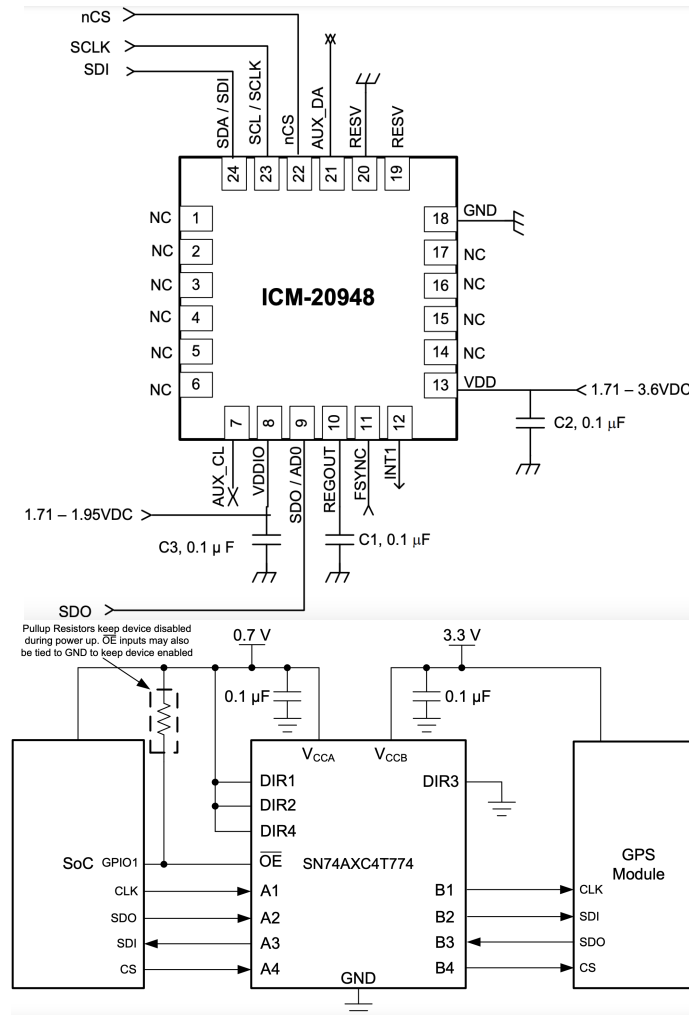 nCS
SCLK
SDI
SDA / SDI
SCL / SCLK
nCS
AUX_DA
RESV
RESV
24
23
22
21
20
19
NC 1
18 GND
NC 2
17 NC
NC 3
16 NC
ICM-20948
NC 4
15 NC
NC 5
14 NC
NC 6
13 VDD
1.71 – 3.6VDC
C2, 0.1 µF
7
8
9
10
11
12
AUX_CL
VDDIO
SDO / AD0
REGOUT
FSYNC
INT1
1.71 – 1.95VDC
C3, 0.1 µ F
C1, 0.1 µF
SDO
Pullup Resistors keep device disabled
during power up. OE inputs may also
be tied to GND to keep device enabled
0.7 V
3.3 V
0.1 µF
0.1 µF
VCCA
VCCB
DIR1
DIR3
DIR2
DIR4
SoC GPIO1
OE
SN74AXC4T774
GPS
Module
CLK
A1
B1
CLK
SDO
A2
B2
SDI
SDI
A3
B3
SDO
CS
A4
B4
CS
GND